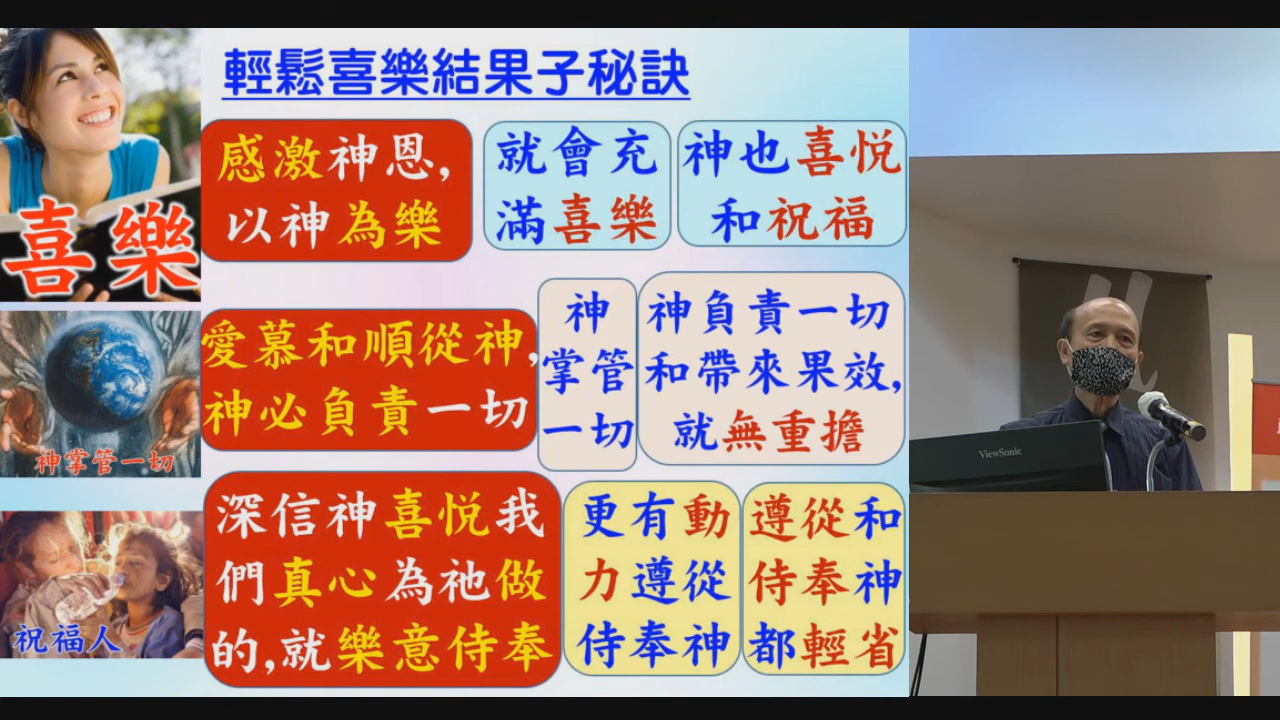 輕鬆喜樂結果子秘訣
喜樂
感激神恩,
以神為樂
就會充
滿喜樂
神也喜悅
和祝福
神掌管一切
愛慕和順從神,
神必負責一切
神
掌管
一切
神負責一切
和帶來果效,
就無重擔
祝福人
深信神喜悅我
們真心為祂做
的,就樂意侍奉
更有動
力遵從
侍奉神
遵從和
侍奉神
都輕省
ViewSonic